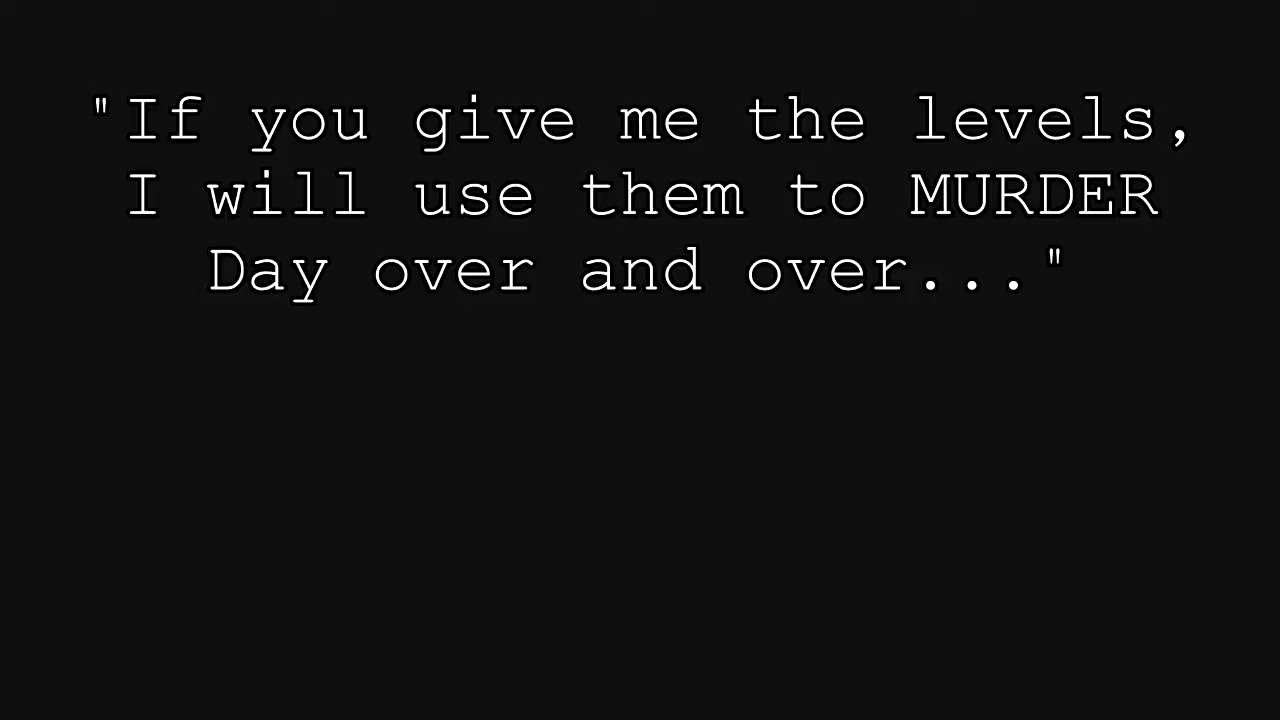 "If you give me the levels,
I will use them to MURDER
Day over and over..."